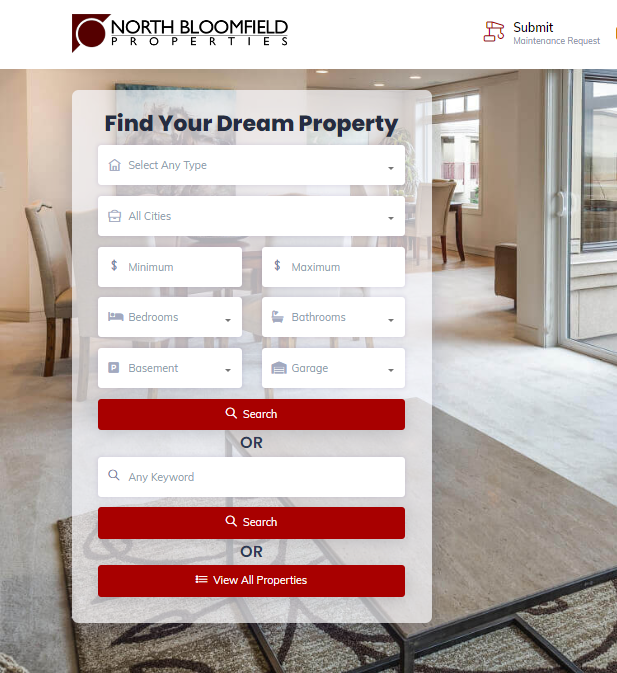 NORTH BLOOMFIELD
PROPERTIES
Submit
Maintenance Request
Find Your Dream Property
Select Any Type
All Cities
$ Minimum
$ Maximum
Bedrooms
Bathrooms
P Basement
Garage
Search
OR
Any Keyword
Search
OR
View All Properties